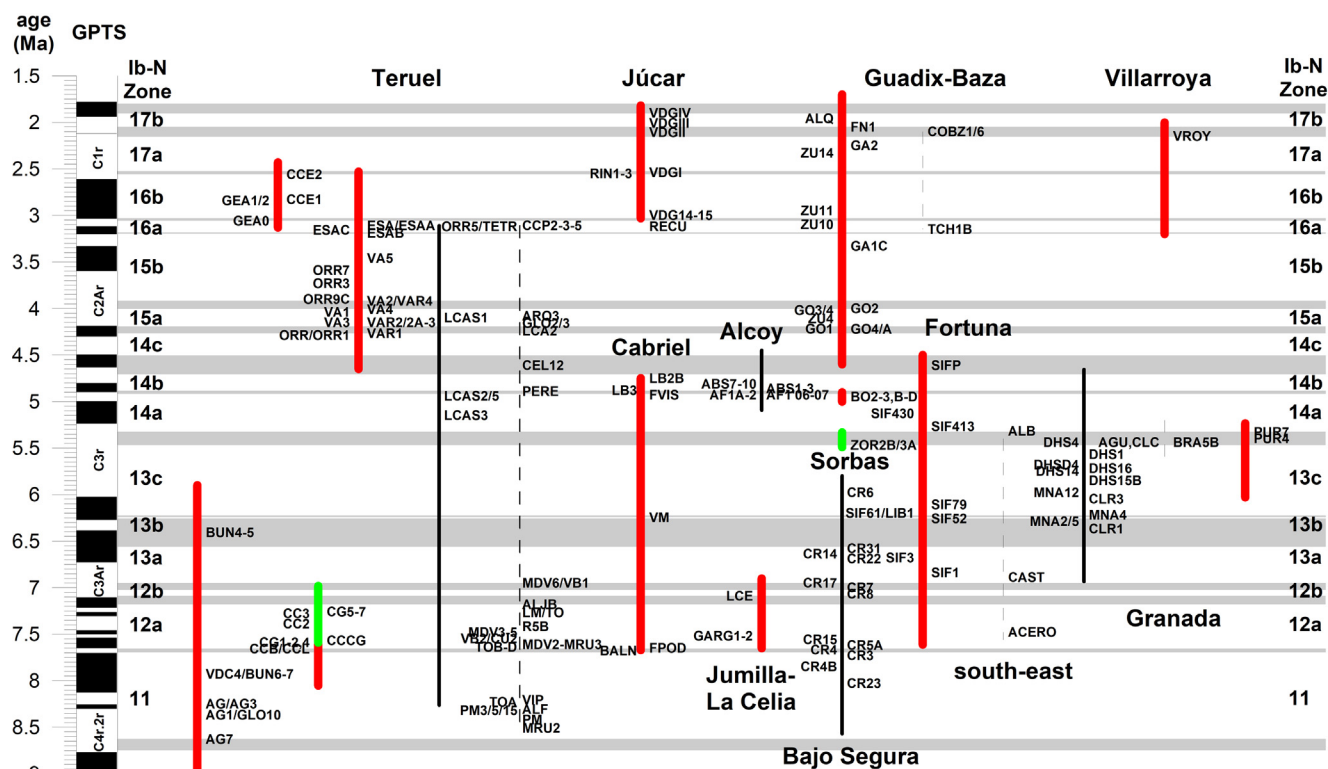 age
(Ma)
GPTS
Ib-N
Zone
Teruel
Júcar
Guadix-Baza
Villarroya
Ib-N
Zone
1.5
2
2.5
3
3.5
4
4.5
5
5.5
6
6.5
7
7.5
8
8.5
C1r
C2Ar
C3r
C3Ar
C4r.2r
17b
17a
16b
16a
15b
15a
14c
14b
14a
13c
13b
13a
12b
12a
11
BUN4-5
VDC4/BUN6-7
AG/AG3
AG1/GLO10
AG7
CCE2
GEA1/2 CCE1
GEA0
CC3 CG5-7
CC2
CG1-2,4 CCCG
CCB/CCL
ESAC ESA/ESAA
ESAB
VA5
ORR7
ORR3
ORR9C VA2/VAR4
VA1 VA4
VA3 VAR2/2A-3
ORR/ORR1 VAR1
ORR5/TETR CCP2-3-5
LCAS1 ARQ3
GLO2/3
LCA2
CEL12
LCAS2/5 PERE
LCAS3
MDV6/VB1
ALJB
LM/TO
MDV3-5 R5B
VB2/CU2
TOB-D MDV2-MRU3
TOA VIP
PM3/5/15 ALF
PM
MRU2
VDGIV
VDGIII
VDGII
RIN1-3 VDGI
VDG14-15
RECU
Cabriel
LB2B
LB3 FVIS
VM
BALN FPOD
Alcoy
ABS7-10 ABS1-3
AF1A-2 AFT06-07
LCE
GARG1-2
Jumilla-
La Celia
ALQ FN1
ZU14 GA2
ZU11
ZU10
GA1C
GO3/4 GO2
ZU4
GO1 GO4/A
BO2-3,B-D
ZOR2B/3A
Sorbas
CR6
SIF61/LIB1
CR14 CR31
CR22
CR17 CR7
CR8
CR15 CR5A
CR4 CR3
CR4B
CR23
Bajo Segura
COBZ1/6
TCH1B
Fortuna
SIFP
SIF430
SIF413
SIF79
SIF52
SIF3
SIF1
ALB
CAST
ACERO
south-east
DHS4 AGU,CLC
DHS1
DHSD4 DHS16
DHS14 DHS15B
MNA12 CLR3
MNA4
MNA2/5 CLR1
Granada
VROY
BRA5B
PUR7
PUR4
17b
17a
16b
16a
15b
15a
14c
14b
14a
13c
13b
13a
12b
12a
11